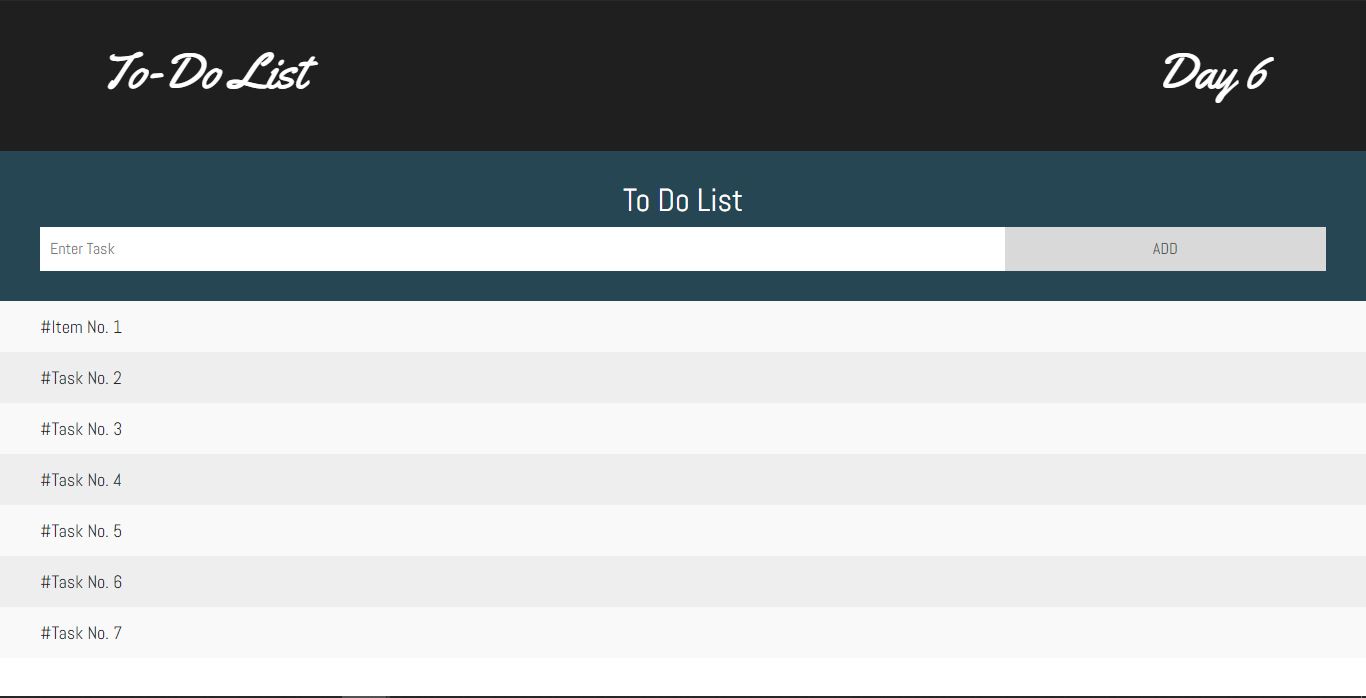 To-Do List
Day 6
To Do List
Enter Task
ADD
#Item No. 1
#Task No. 2
#Task No. 3
#Task No. 4
#Task No. 5
#Task No. 6
#Task No. 7